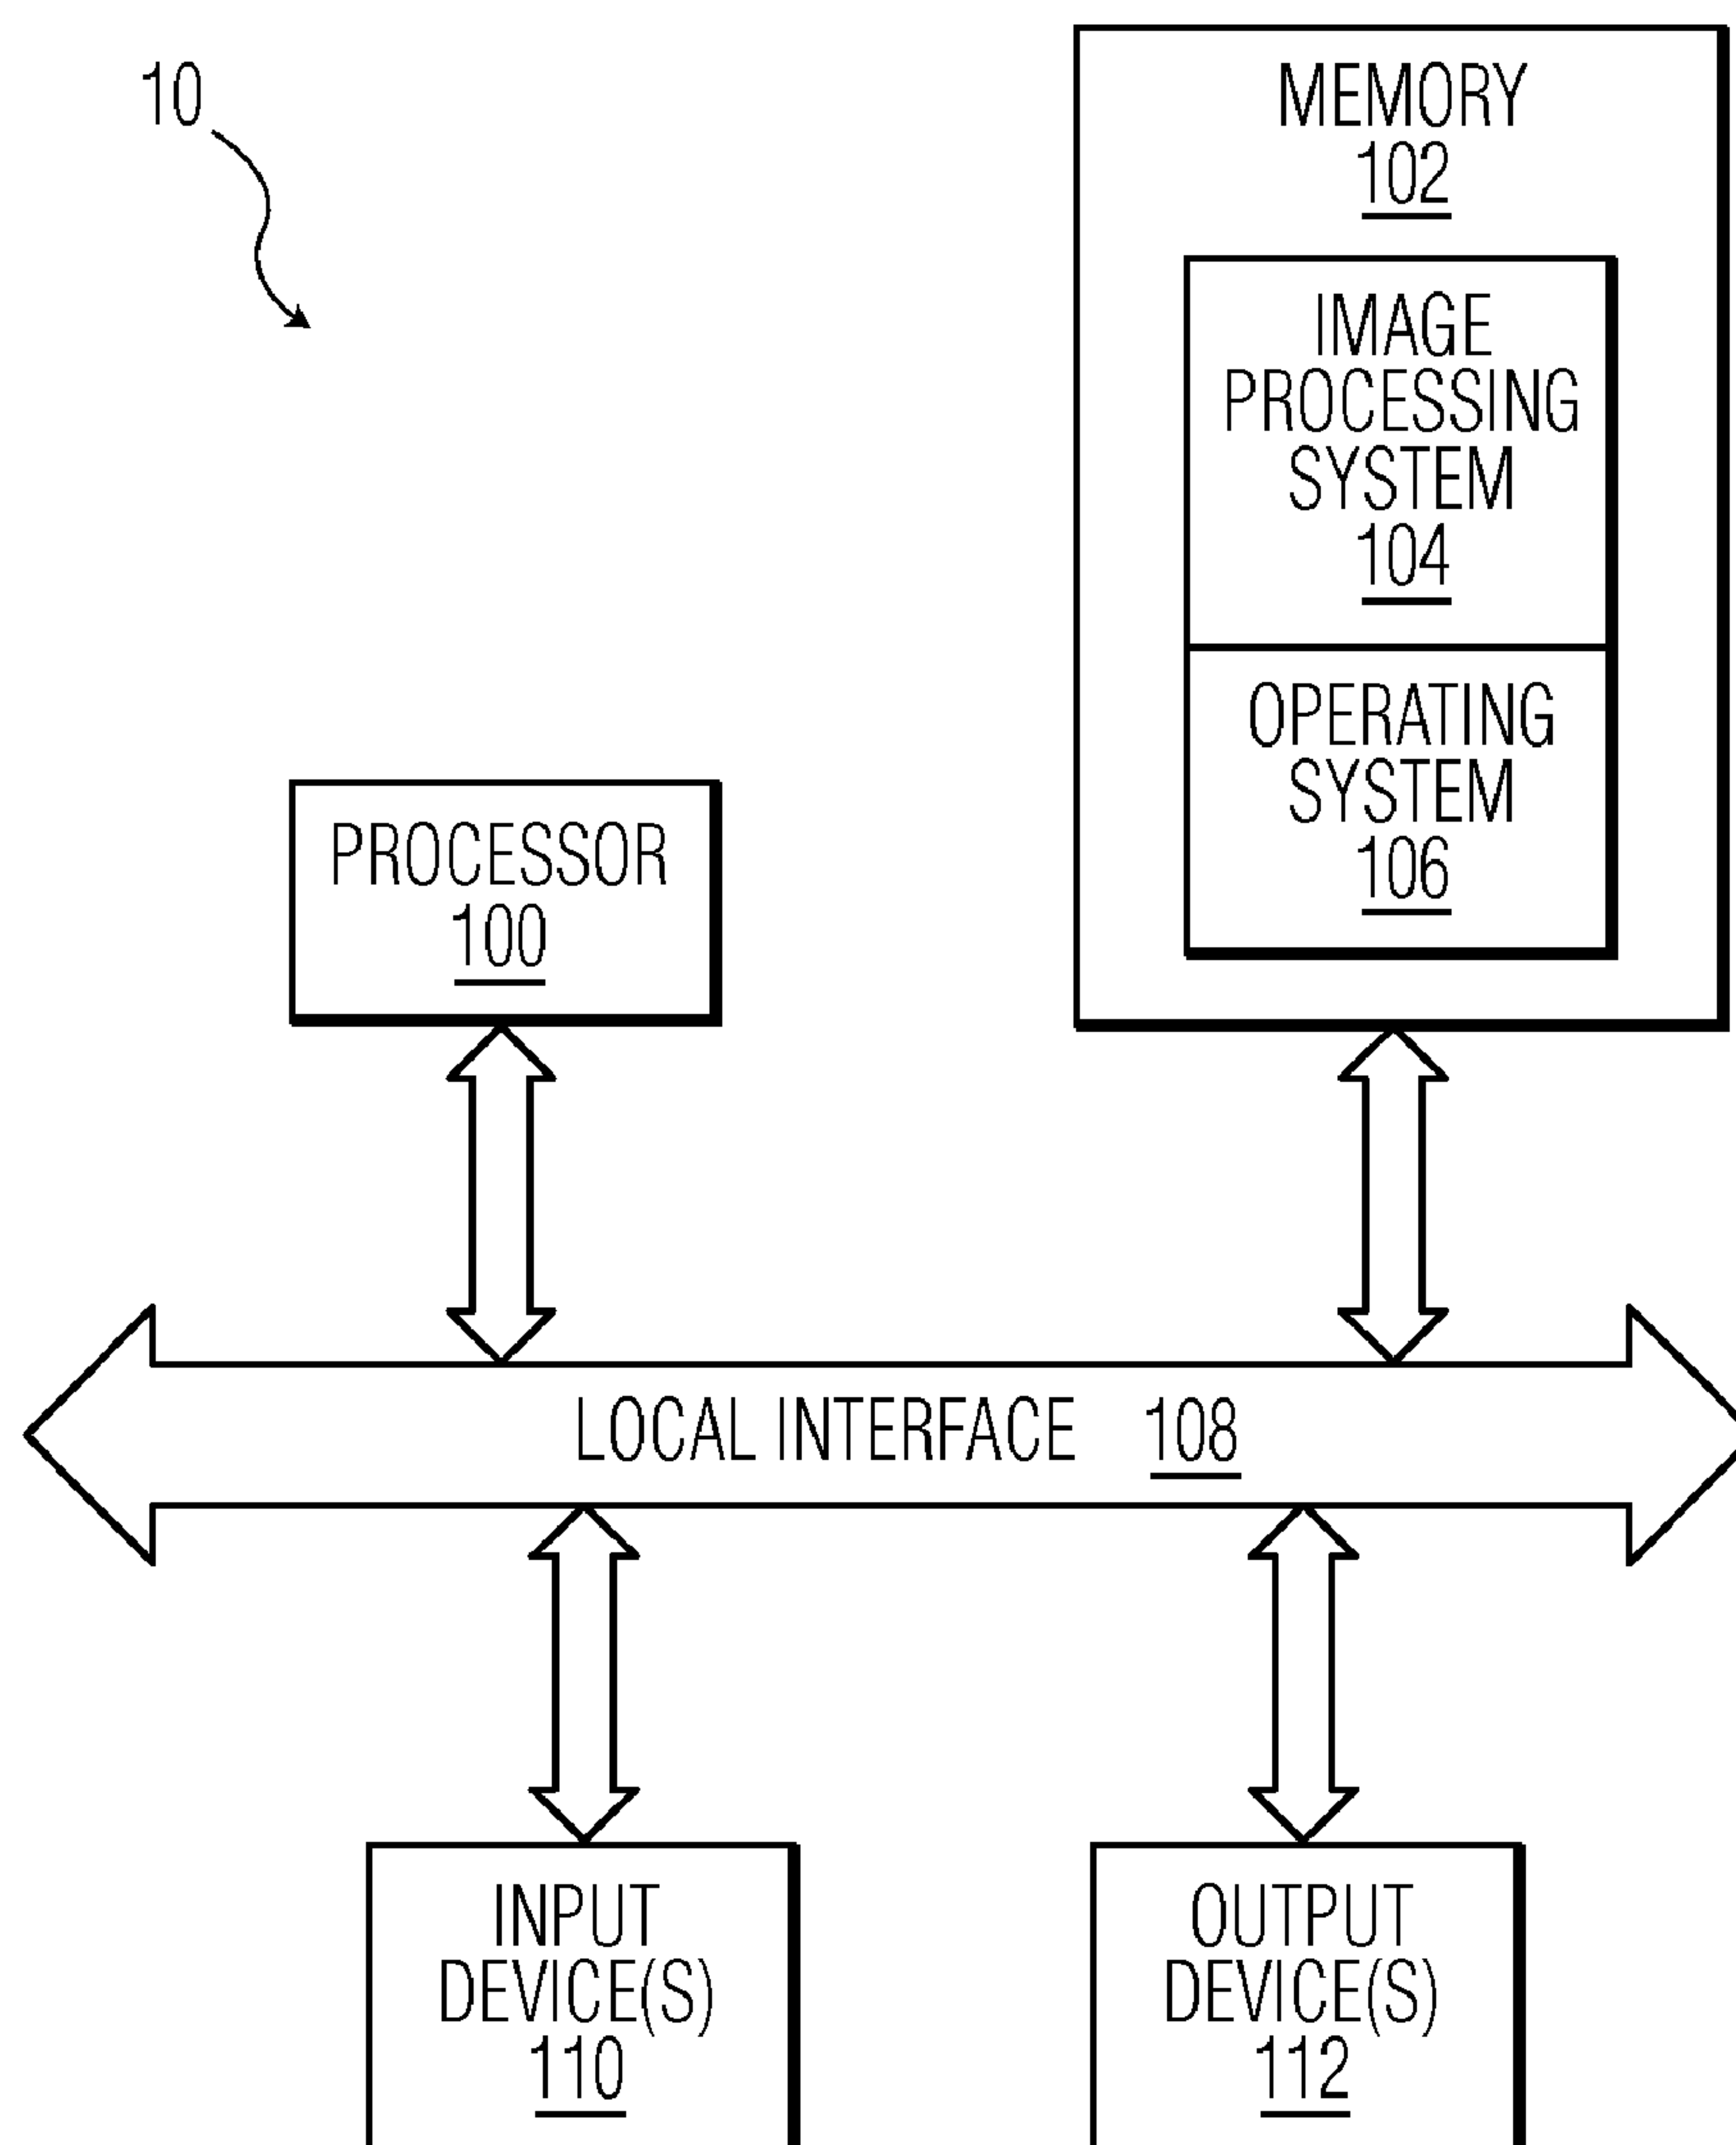 10
MEMORY
102
IMAGE
PROCESSING
SYSTEM
104
OPERATING
SYSTEM
106
PROCESSOR
100
LOCAL INTERFACE 108
INPUT
DEVICE(S)
110
OUTPUT
DEVICE(S)
112